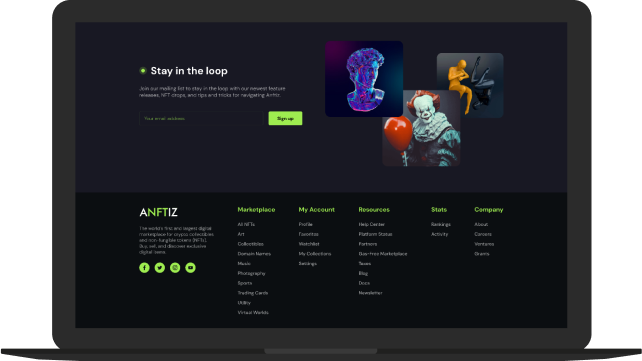 Stay in the loop
Join our mailing list to stay in the loop with our newest feature
releases, NFT drops, and tips and tricks for navigating Anftiz.
Your email address
Sign up
ANFTIZ
The world's first and largest digital
marketplace for crypto collectibles
and non-fungible tokens (NFTs).
Buy, sell, and discover exclusive
digital items.
Marketplace
All NFTs
Art
Collectibles
Domain Names
Music
Photography
Sports
Trading Cards
Utility
Virtual Worlds
My Account
Profile
Favorites
Watchlist
My Collections
Settings
Resources
Help Center
Platform Status
Partners
Gas-Free Marketplace
Taxes
Blog
Docs
Newsletter
Stats
Rankings
Activity
Company
About
Careers
Ventures
Grants